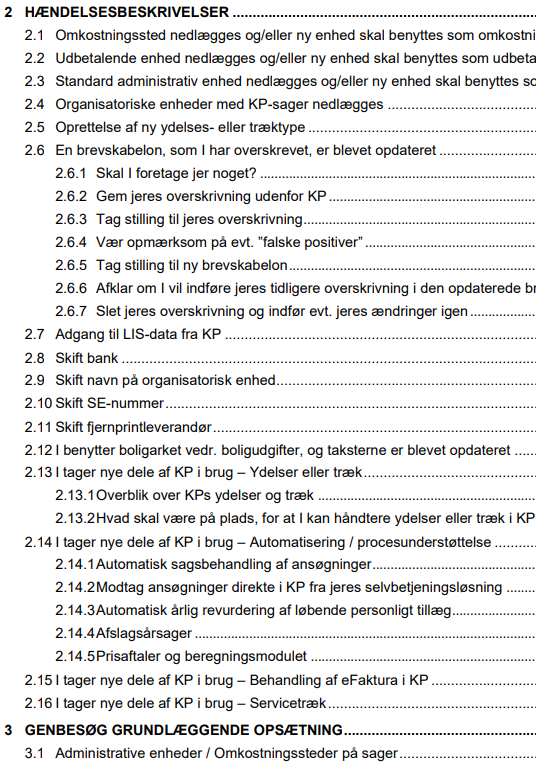 2 HÆNDELSESBESKRIVELSER ..........
2.1 Omkostningssted nedlægges og/eller ny enhed skal benyttes som
2.2 Udbetalende enhed nedlægges og/eller ny enhed skal benyttes som
2.3 Standard administrativ enhed nedlægges og/eller ny enhed skal benyttes
2.4 Organisatoriske enheder med KP-sager nedlægges ..........
2.5 Oprettelse af ny ydelses- eller træktype ..........
2.6 En brevskabelon, som I har overskrevet, er blevet opdateret ..........
2.6.1 Skal I foretage jer noget? ..........
2.6.2 Gem jeres overskrivning udenfor KP ..........
2.6.3 Tag stilling til jeres overskrivning ..........
2.6.4 Vær opmærksom på evt. ”falske positiver” ..........
2.6.5 Tag stilling til ny brevskabelon ..........
2.6.6 Afklar om I vil indføre jeres tidligere overskrivning i den opdaterede
2.6.7 Slet jeres overskrivning og indfør evt. jeres ændringer igen ..........
2.7 Adgang til LIS-data fra KP ..........
2.8 Skift bank ..........
2.9 Skift navn på organisatorisk enhed ..........
2.10 Skift SE-nummer ..........
2.11 Skift fjernprintleverandør ..........
2.12 I benytter boligarket vedr. boligudgifter, og taksterne er blevet opdateret ..........
2.13 I tager nye dele af KP i brug – Ydelser eller træk ..........
2.13.1 Overblik over KPs ydelser og træk ..........
2.13.2 Hvad skal være på plads, for at I kan håndtere ydelser eller træk i KP
2.14 I tager nye dele af KP i brug – Automatisering / procesunderstøttelse ..........
2.14.1 Automatisk sagsbehandling af ansøgninger ..........
2.14.2 Modtag ansøgninger direkte i KP fra jeres selvbetjeningsløsning ..........
2.14.3 Automatisk årlig revurdering af løbende personligt tillæg ..........
2.14.4 Afslagsårsager ..........
2.14.5 Prisaftaler og beregningsmodulet ..........
2.15 I tager nye dele af KP i brug – Behandling af eFaktura i KP ..........
2.16 I tager nye dele af KP i brug – Servicetræk ..........
3 GENBESØG GRUNDLÆGGENDE OPSÆTNING ..........
3.1 Administrative enheder / Omkostningssteder på sager ..........